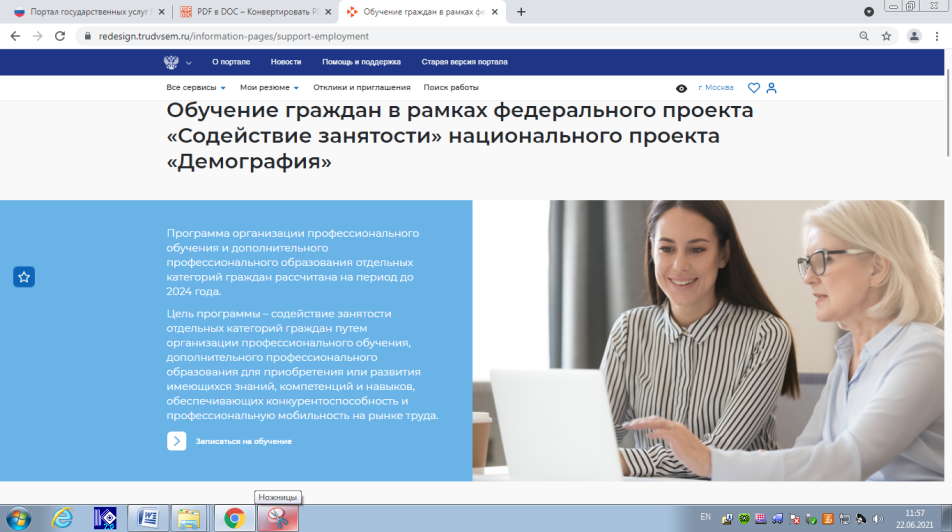 Портал государственных услуг
PDF в DOC – Конвертировать P
Обучение граждан в рамках фе
redesign.trudvsem.ru/information-pages/support-employment
О портале Новости Помощь и поддержка Старая версия портала
Все сервисы Мои резюме Отклики и приглашения Поиск работы г. Москва
Обучение граждан в рамках федерального проекта
«Содействие занятости» национального проекта
«Демография»
Программа организации профессионального
обучения и дополнительного
профессионального образования отдельных
категорий граждан рассчитана на период до
2024 года.
Цель программы – содействие занятости
отдельных категорий граждан путем
организации профессионального обучения,
дополнительного профессионального
образования для приобретения или развития
имеющихся знаний, компетенций и навыков,
обеспечивающих конкурентоспособность и
профессиональную мобильность на рынке труда.
Записаться на обучение
Ножницы
EN
11:57
22.06.2021